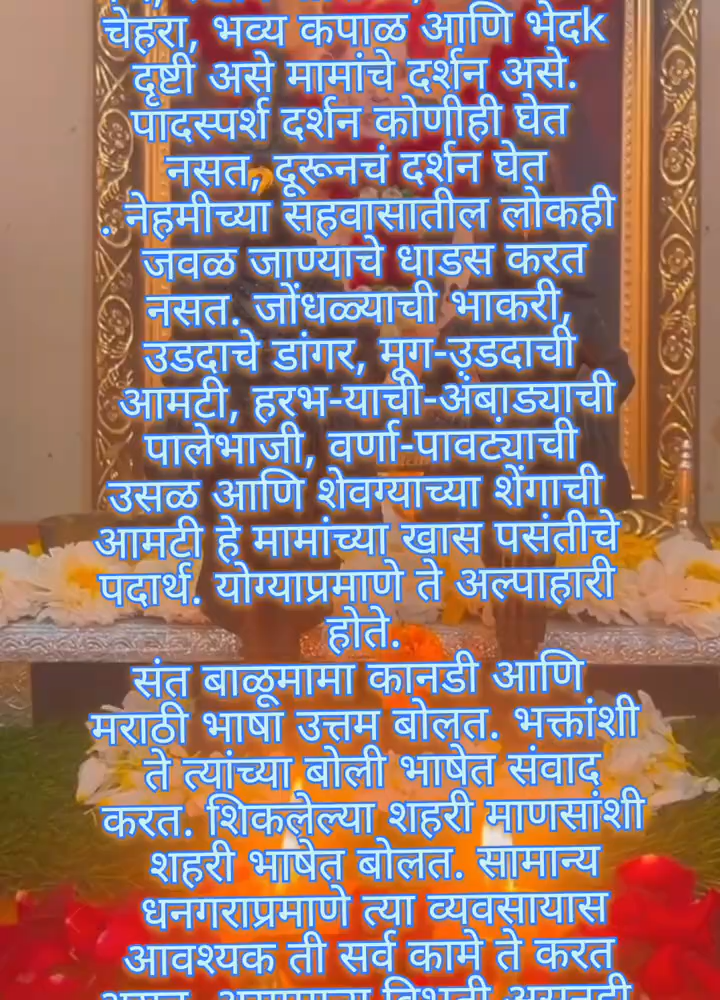 चेहरा, भव्य कपाळ आणि भेदk
दृष्टी असे मामांचे दर्शन असे.
पादस्पर्श दर्शन कोणीही घेत
नसत, दूरूनचं दर्शन घेत
. नेहमीच्या सहवासातील लोकही
जवळ जाण्याचे धाडस करत
नसत. जोंधळ्याची भाकरी,
उडदाचे डांगर, मूग-उडदाची
आमटी, हरभ-याची-अंबाड्याची
पालेभाजी, वर्णा-पावट्याची
उसळ आणि शेवग्याच्या शेंगाची
आमटी हे मामांच्या खास पसंतीचे
पदार्थ. योग्याप्रमाणे ते अल्पाहारी
होते.
संत बाळूमामा कानडी आणि
मराठी भाषा उत्तम बोलत. भक्तांशी
ते त्यांच्या बोली भाषेत संवाद
करत. शिकलेल्या शहरी माणसांशी
शहरी भाषेत बोलत. सामान्य
धनगराप्रमाणे त्या व्यवसायास
आवश्यक ती सर्व कामे ते करत